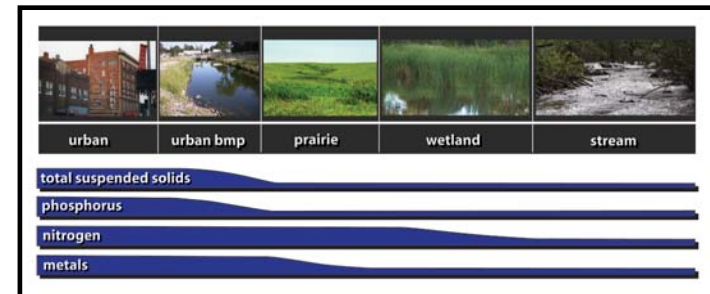 urban urban bmp prairie wetland stream
total suspended solids
phosphorus
nitrogen
metals